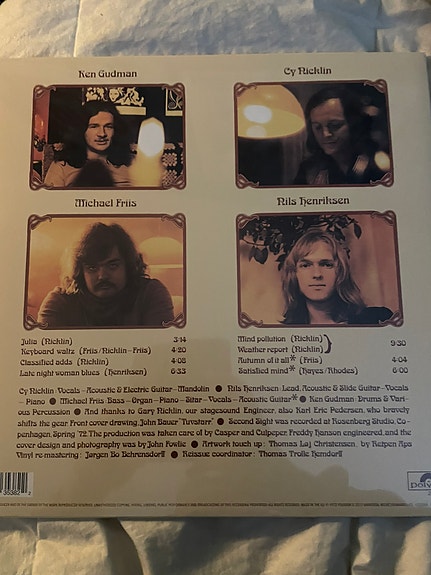 Ken Gudman
Cy Nicklin
Michael Friis
Nils Henriksen
Julia (Nicklin) 3:14
Keyboard waltz (Friis/Nicklin-Friis) 4:20
Classified adds (Nicklin) 4:08
Late night woman blues (Henriksen) 6:33
Mind pollution (Nicklin)
Weather report (Nicklin) } 9:30
Autumn of it all* (Friis) 4:04
Satisfied mind* (Hayes/Rhodes) 6:00
Cy Nicklin: Vocals - Acoustic & Electric Guitar - Mandolin ● Nils Henriksen: Lead, Acoustic & Slide Guitar - Vocals
- Piano ● Michael Friis: Bass - Organ - Piano - Sitar - Vocals - Acoustic Guitar* ● Ken Gudman: Drums & Vari-
ous Percussion ● And thanks to Gary Nicklin, our stagesound Engineer, also Karl Eric Pedersen, who bravely
shifts the gear. Front cover drawing, John Bauer "Tuvstarr". ● Second Sight was recorded at Rosenberg Studio, Co-
penhagen, Spring '72. The production was taken care of by Casper and Culpeper, Freddy Hanson engineered, and the
cover design and photography was by John Fowlie ● Artwork touch up: Thomas Løj Christensen, by Retpen Aps
Vinyl re-mastering: Jørgen Bo Behrensdorff ● Reissue coordinator: Thomas Trolle Remdorff